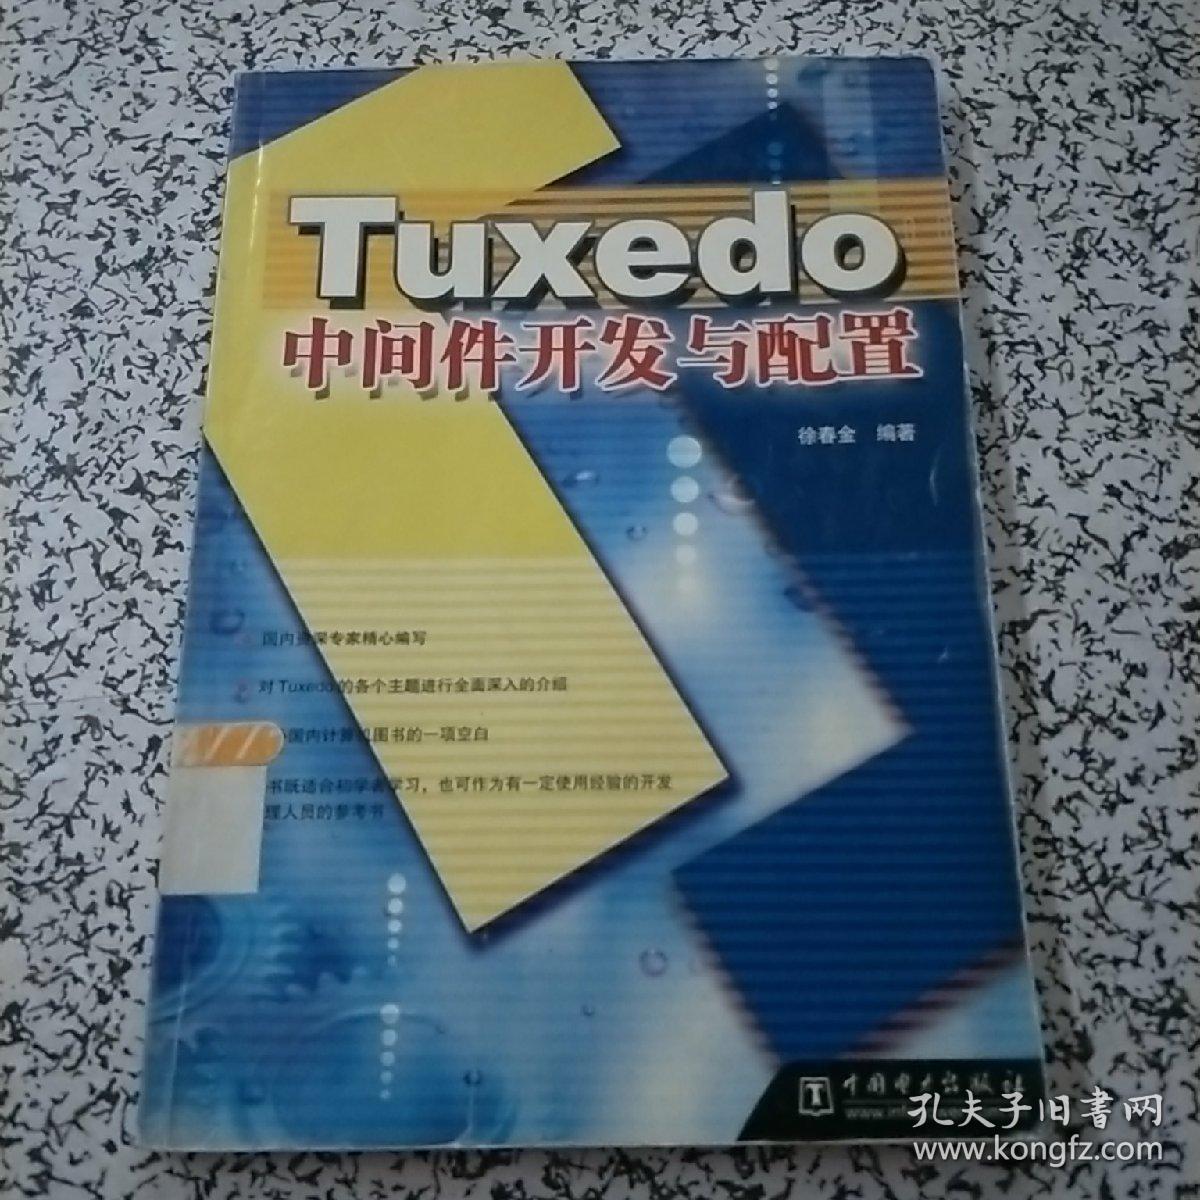 Tuxedo
中间件开发与配置
徐春金 编著
国内资深专家精心编写
对Tuxedo的各个主题进行全面深入的介绍
国内计算机图书的一项空白
书既适合初学者学习，也可作为有一定使用经验的开发
理人员的参考书
中国电力出版社
孔夫子旧書网
www.kongfz.com